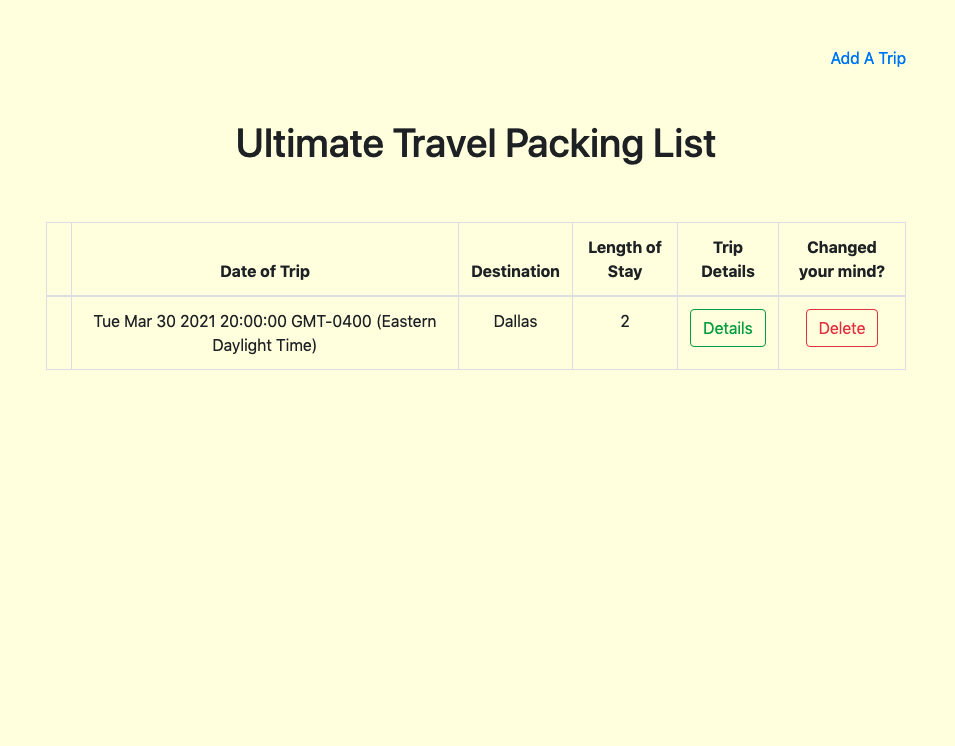 Add A Trip
Ultimate Travel Packing List
Date of Trip
Destination
Length of
Stay
Trip
Details
Changed
your mind?
Tue Mar 30 2021 20:00:00 GMT-0400 (Eastern
Daylight Time)
Dallas
2
Details
Delete